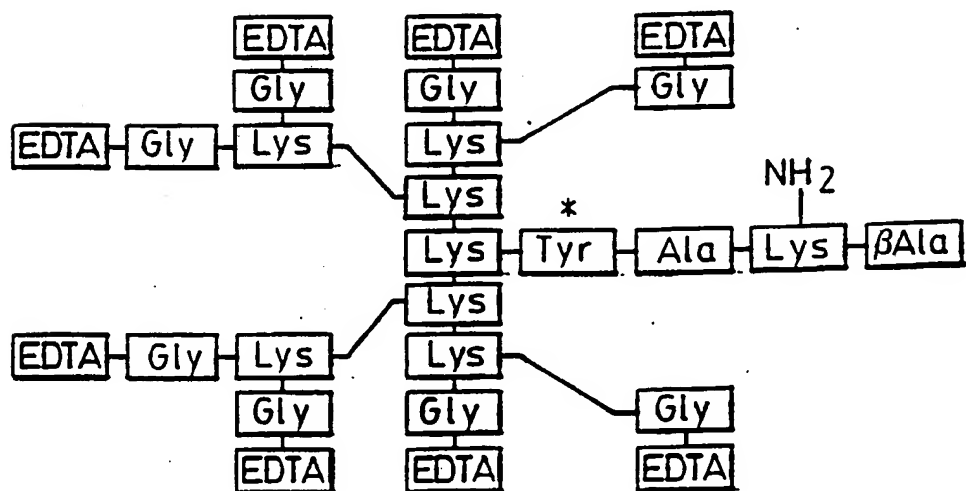 EDTA EDTA EDTA
Gly Gly Gly
EDTA Gly Lys Lys
Lys NH2
*
Lys Tyr Ala Lys βAla
Lys
EDTA Gly Lys Lys
Gly Gly Gly
EDTA EDTA EDTA